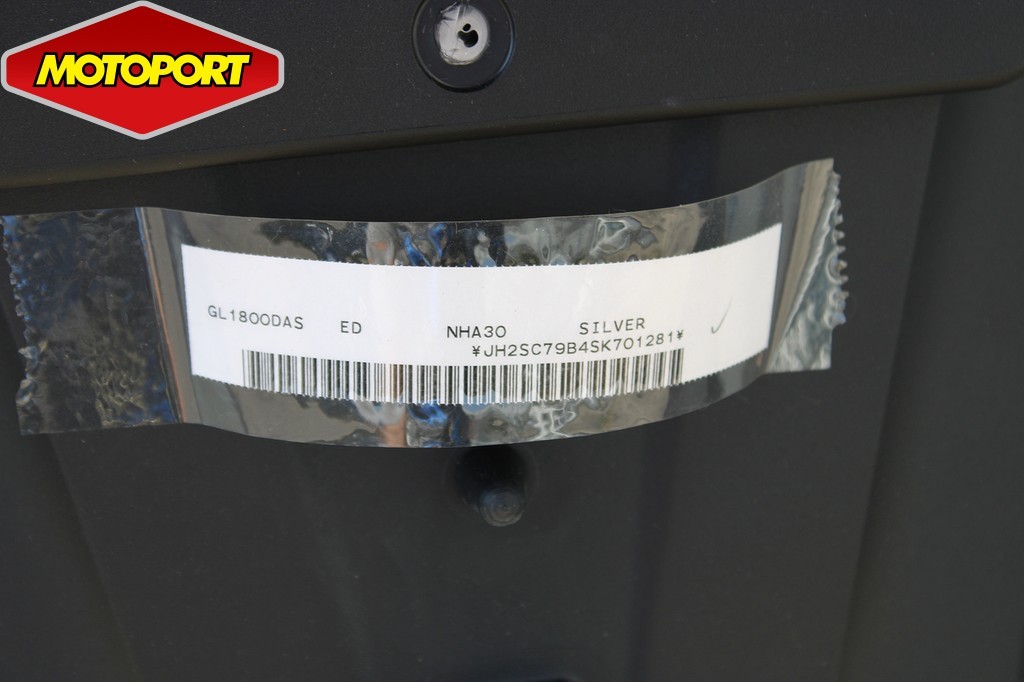 MOTOPORT
GL1800DAS ED NHA30 SILVER
¥JH2SC79B4SK701281¥